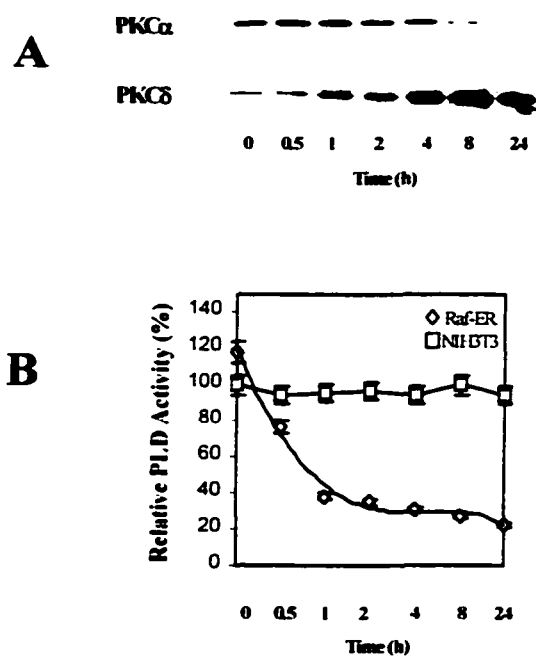 A
PKCα
PKCδ
0 0.5 1 2 4 8 24
Time (h)
B
Relative PLD Activity (%)
140
120
100
80
60
40
20
0
Raf-ER
NIH3T3
0 0.5 1 2 4 8 24
Time (h)